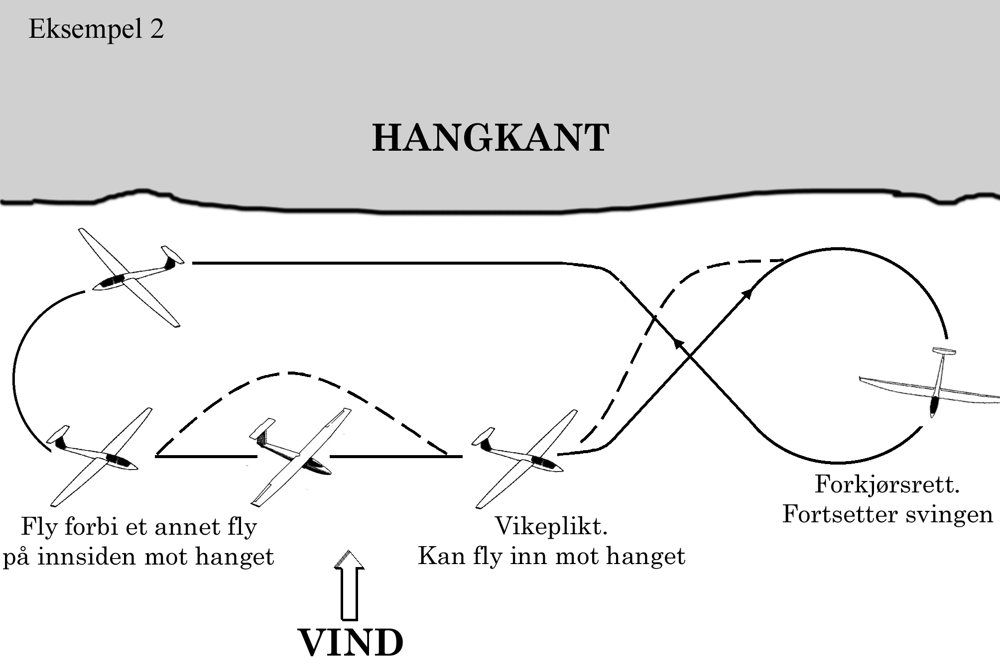 Eksempel 2
HANGKANT
Forkjørsrett.
Fortsetter svingen
Fly forbi et annet fly
på innsiden mot hanget
Vikeplikt.
Kan fly inn mot hanget
VIND